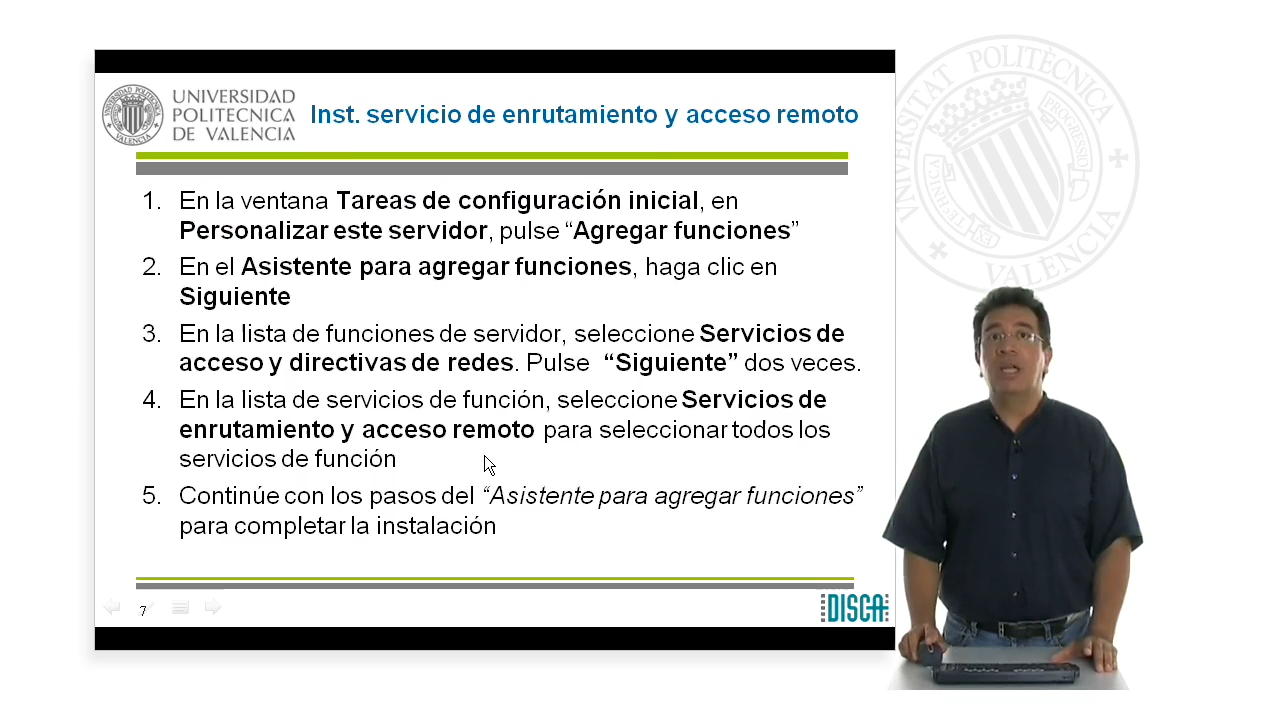 UNIVERSIDAD
POLITECNICA
DE VALENCIA
Inst. servicio de enrutamiento y acceso remoto
1. En la ventana Tareas de configuración inicial, en
Personalizar este servidor, pulse “Agregar funciones”
2. En el Asistente para agregar funciones, haga clic en
Siguiente
3. En la lista de funciones de servidor, seleccione Servicios de
acceso y directivas de redes. Pulse “Siguiente” dos veces.
4. En la lista de servicios de función, seleccione Servicios de
enrutamiento y acceso remoto para seleccionar todos los
servicios de función
5. Continúe con los pasos del “Asistente para agregar funciones”
para completar la instalación
7
DISCA
UNIVERSITAT POLITÈCNICA
VALÈNCIA